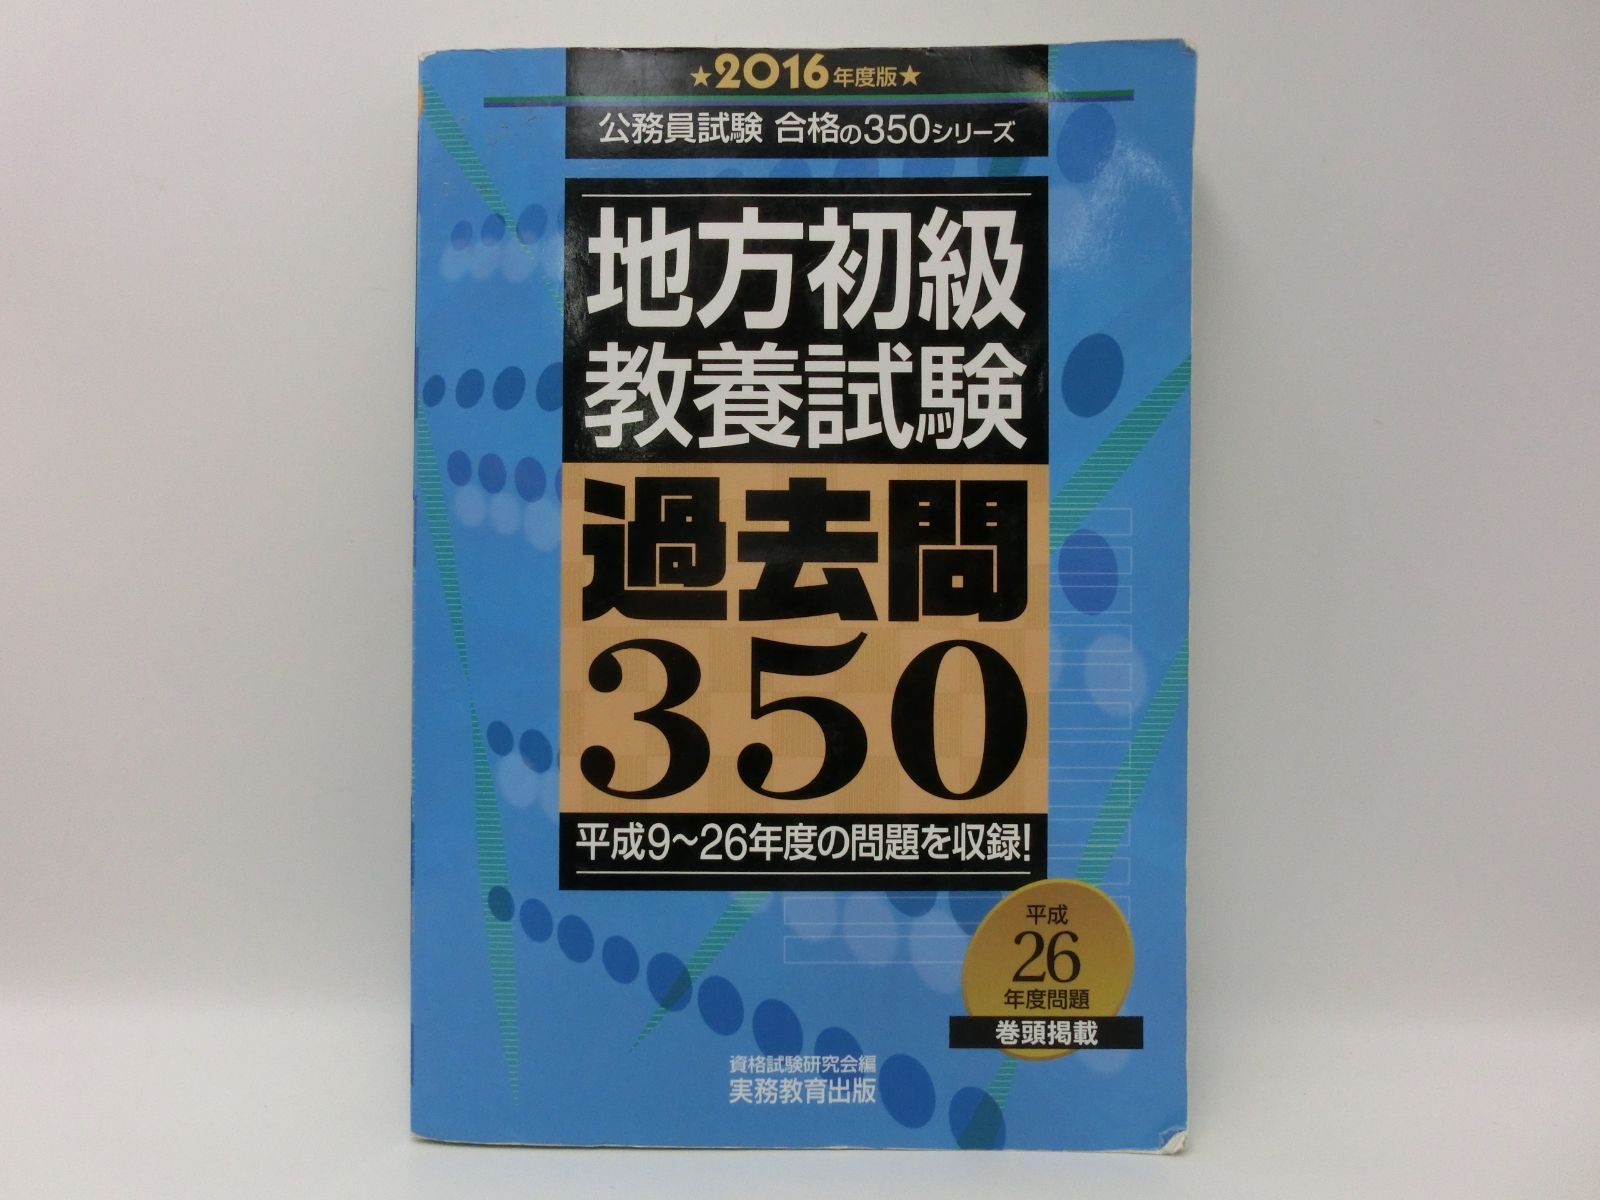 ★2016年度版★
公務員試験 合格の350シリーズ
地方初級
教養試験
過去問
350
平成9～26年度の問題を収録!
平成
26
年度問題
巻頭掲載
資格試験研究会編
実務教育出版